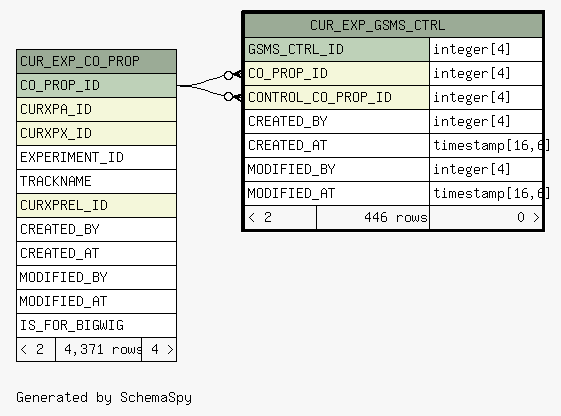 CUR_EXP_GSMS_CTRL
GSMS_CTRL_ID integer[4]
CO_PROP_ID integer[4]
CONTROL_CO_PROP_ID integer[4]
CREATED_BY integer[4]
CREATED_AT timestamp[16,6]
MODIFIED_BY integer[4]
MODIFIED_AT timestamp[16,6]
< 2 446 rows 0 >
CUR_EXP_CO_PROP
CO_PROP_ID
CURXPA_ID
CURXPX_ID
EXPERIMENT_ID
TRACKNAME
CURXPREL_ID
CREATED_BY
CREATED_AT
MODIFIED_BY
MODIFIED_AT
IS_FOR_BIGWIG
< 2 4,371 rows 4 >
Generated by SchemaSpy